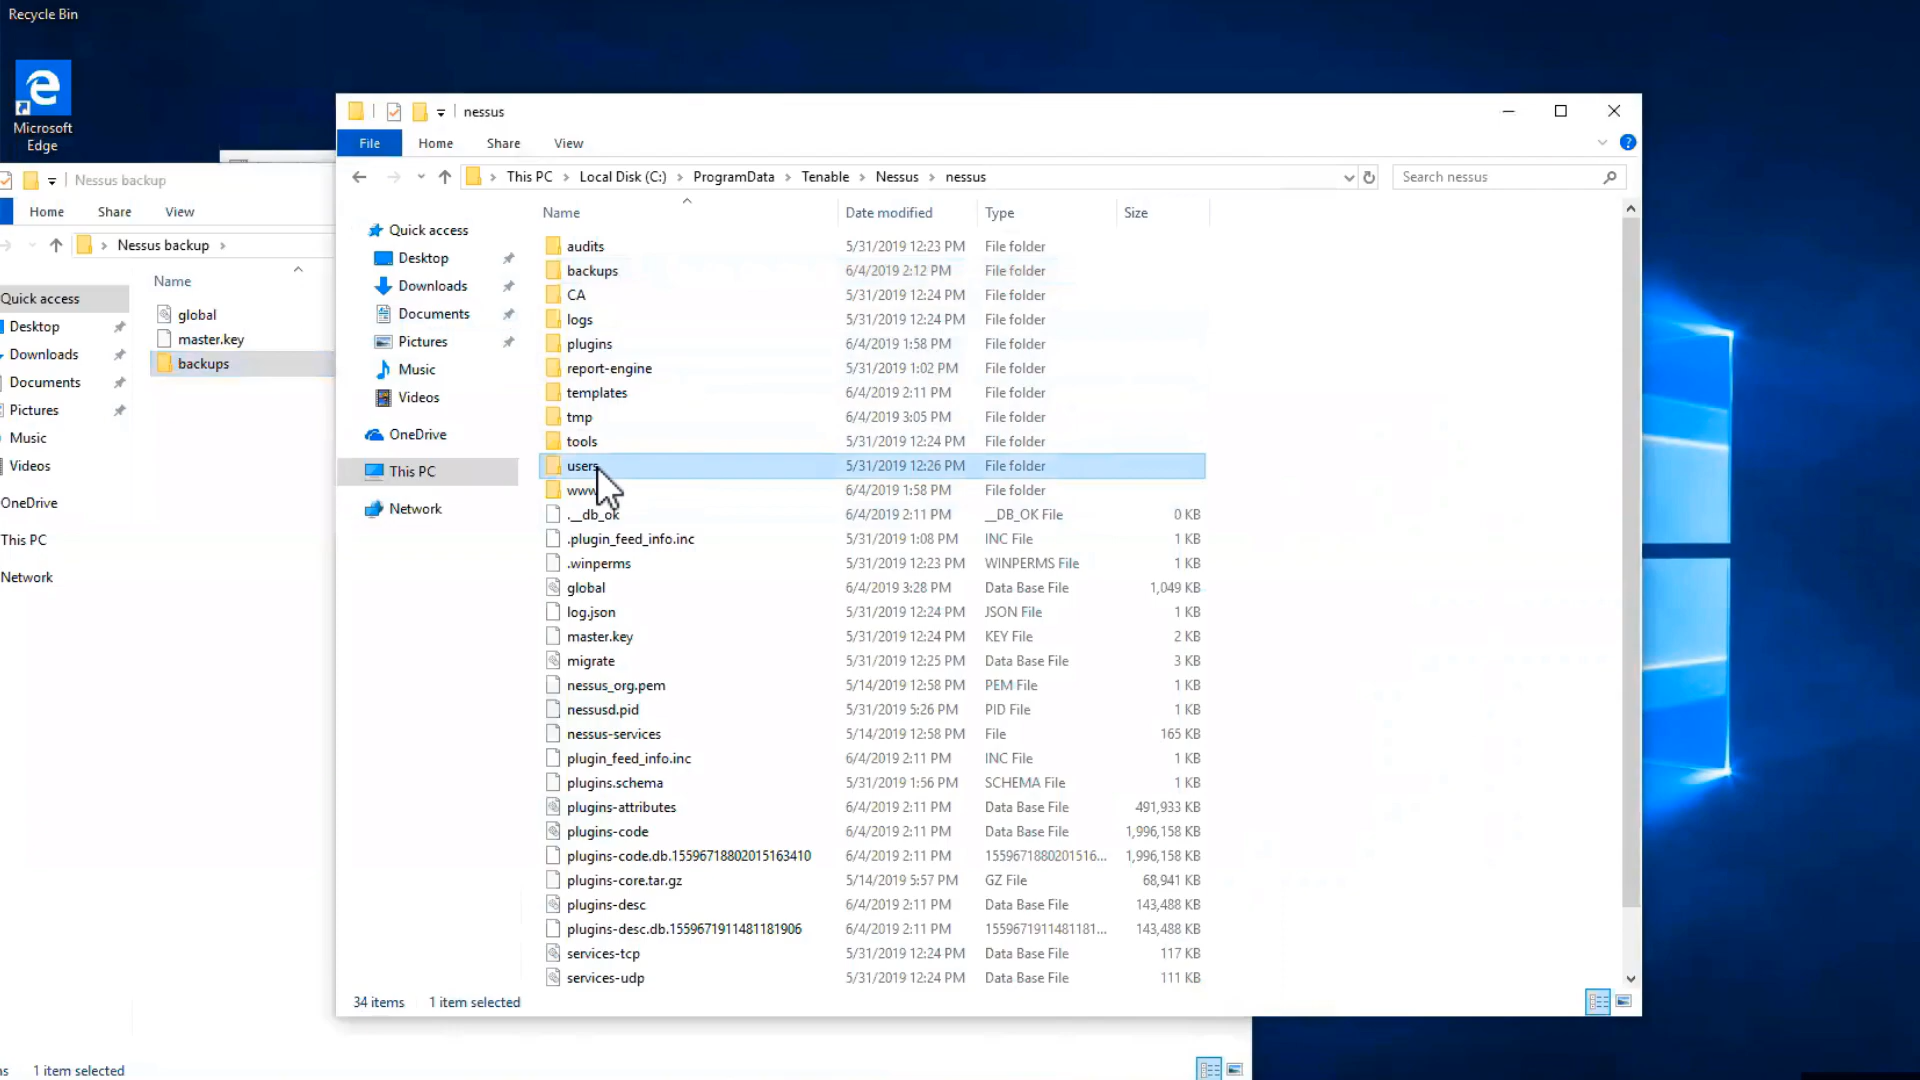 Recycle Bin
Microsoft
Edge
Nessus backup
Home Share View
Nessus backup
Name
Quick access
Desktop
Downloads
Documents
Pictures
Music
Videos
OneDrive
This PC
Network
global
master.key
backups
1 item selected
nessus
File Home Share View
This PC Local Disk (C:) ProgramData Tenable Nessus nessus
Search nessus
Quick access
Desktop
Downloads
Documents
Pictures
Music
Videos
OneDrive
This PC
Network
Name Date modified Type Size
audits 5/31/2019 12:23 PM File folder
backups 6/4/2019 2:12 PM File folder
CA 5/31/2019 12:24 PM File folder
logs 5/31/2019 12:24 PM File folder
plugins 6/4/2019 1:58 PM File folder
report-engine 5/31/2019 1:02 PM File folder
templates 6/4/2019 2:11 PM File folder
tmp 6/4/2019 3:05 PM File folder
tools 5/31/2019 12:24 PM File folder
users 5/31/2019 12:26 PM File folder
www 6/4/2019 1:58 PM File folder
.__db_ok 6/4/2019 2:11 PM __DB_OK File 0 KB
.plugin_feed_info.inc 5/31/2019 1:08 PM INC File 1 KB
.winperms 5/31/2019 12:23 PM WINPERMS File 1 KB
global 6/4/2019 3:28 PM Data Base File 1,049 KB
log.json 5/31/2019 12:24 PM JSON File 1 KB
master.key 5/31/2019 12:24 PM KEY File 2 KB
migrate 5/31/2019 12:25 PM Data Base File 3 KB
nessus_org.pem 5/14/2019 12:58 PM PEM File 1 KB
nessusd.pid 5/31/2019 5:26 PM PID File 1 KB
nessus-services 5/14/2019 12:58 PM File 165 KB
plugin_feed_info.inc 6/4/2019 2:11 PM INC File 1 KB
plugins.schema 5/31/2019 1:56 PM SCHEMA File 1 KB
plugins-attributes 6/4/2019 2:11 PM Data Base File 491,933 KB
plugins-code 6/4/2019 2:11 PM Data Base File 1,996,158 KB
plugins-code.db.15596718802015163410 6/4/2019 2:11 PM 1559671880201516... 1,996,158 KB
plugins-core.tar.gz 5/14/2019 5:57 PM GZ File 68,941 KB
plugins-desc 6/4/2019 2:11 PM Data Base File 143,488 KB
plugins-desc.db.1559671911481181906 6/4/2019 2:11 PM 1559671911481181... 143,488 KB
services-tcp 5/31/2019 12:24 PM Data Base File 117 KB
services-udp 5/31/2019 12:24 PM Data Base File 111 KB
34 items 1 item selected